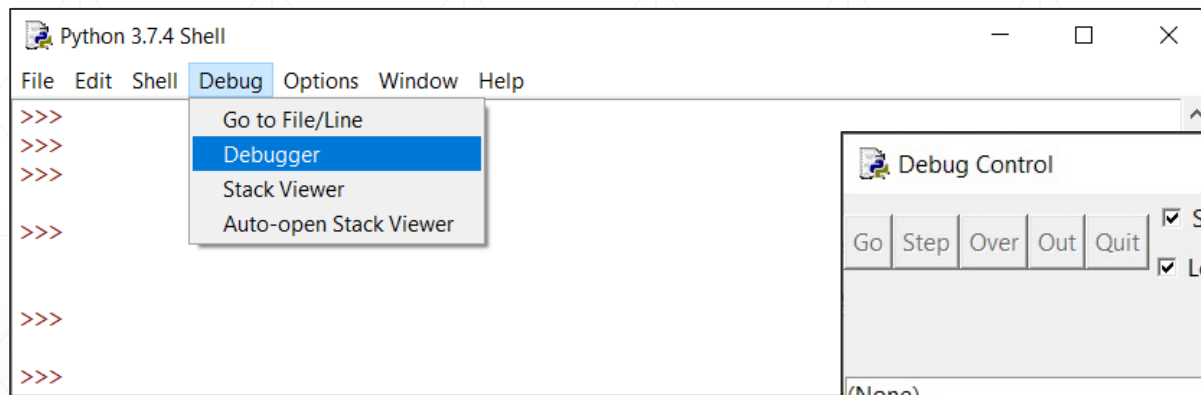 Python 3.7.4 Shell
File Edit Shell Debug Options Window Help
>>>
>>>
>>>
>>>
>>>
>>>
Go to File/Line
Debugger
Stack Viewer
Auto-open Stack Viewer
Debug Control
Go Step Over Out Quit
S
L
(None)